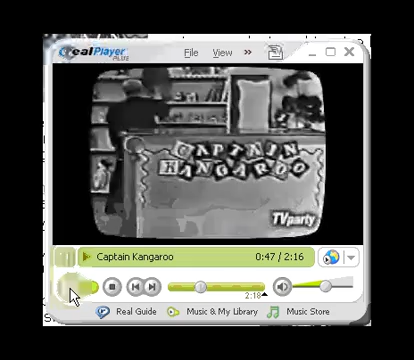 realPlayer
PLUS
File View »
CAPTAIN
KANGAROO
TVparty
Captain Kangaroo 0:47 / 2:16
2:18
Real Guide Music & My Library Music Store